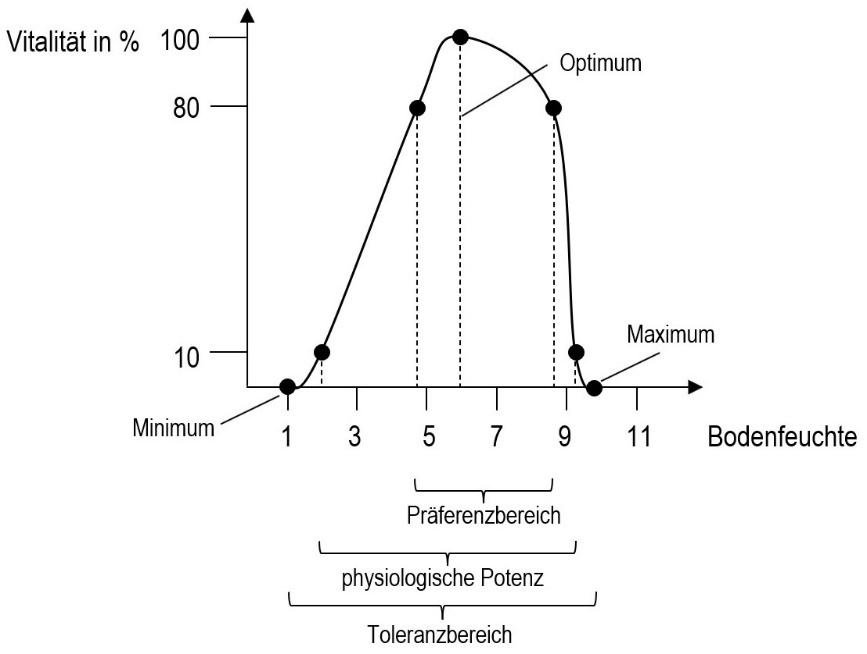 Vitalität in %
100
Optimum
80
Maximum
10
Minimum
1 3 5 7 9 11 Bodenfeuchte
Präferenzbereich
physiologische Potenz
Toleranzbereich